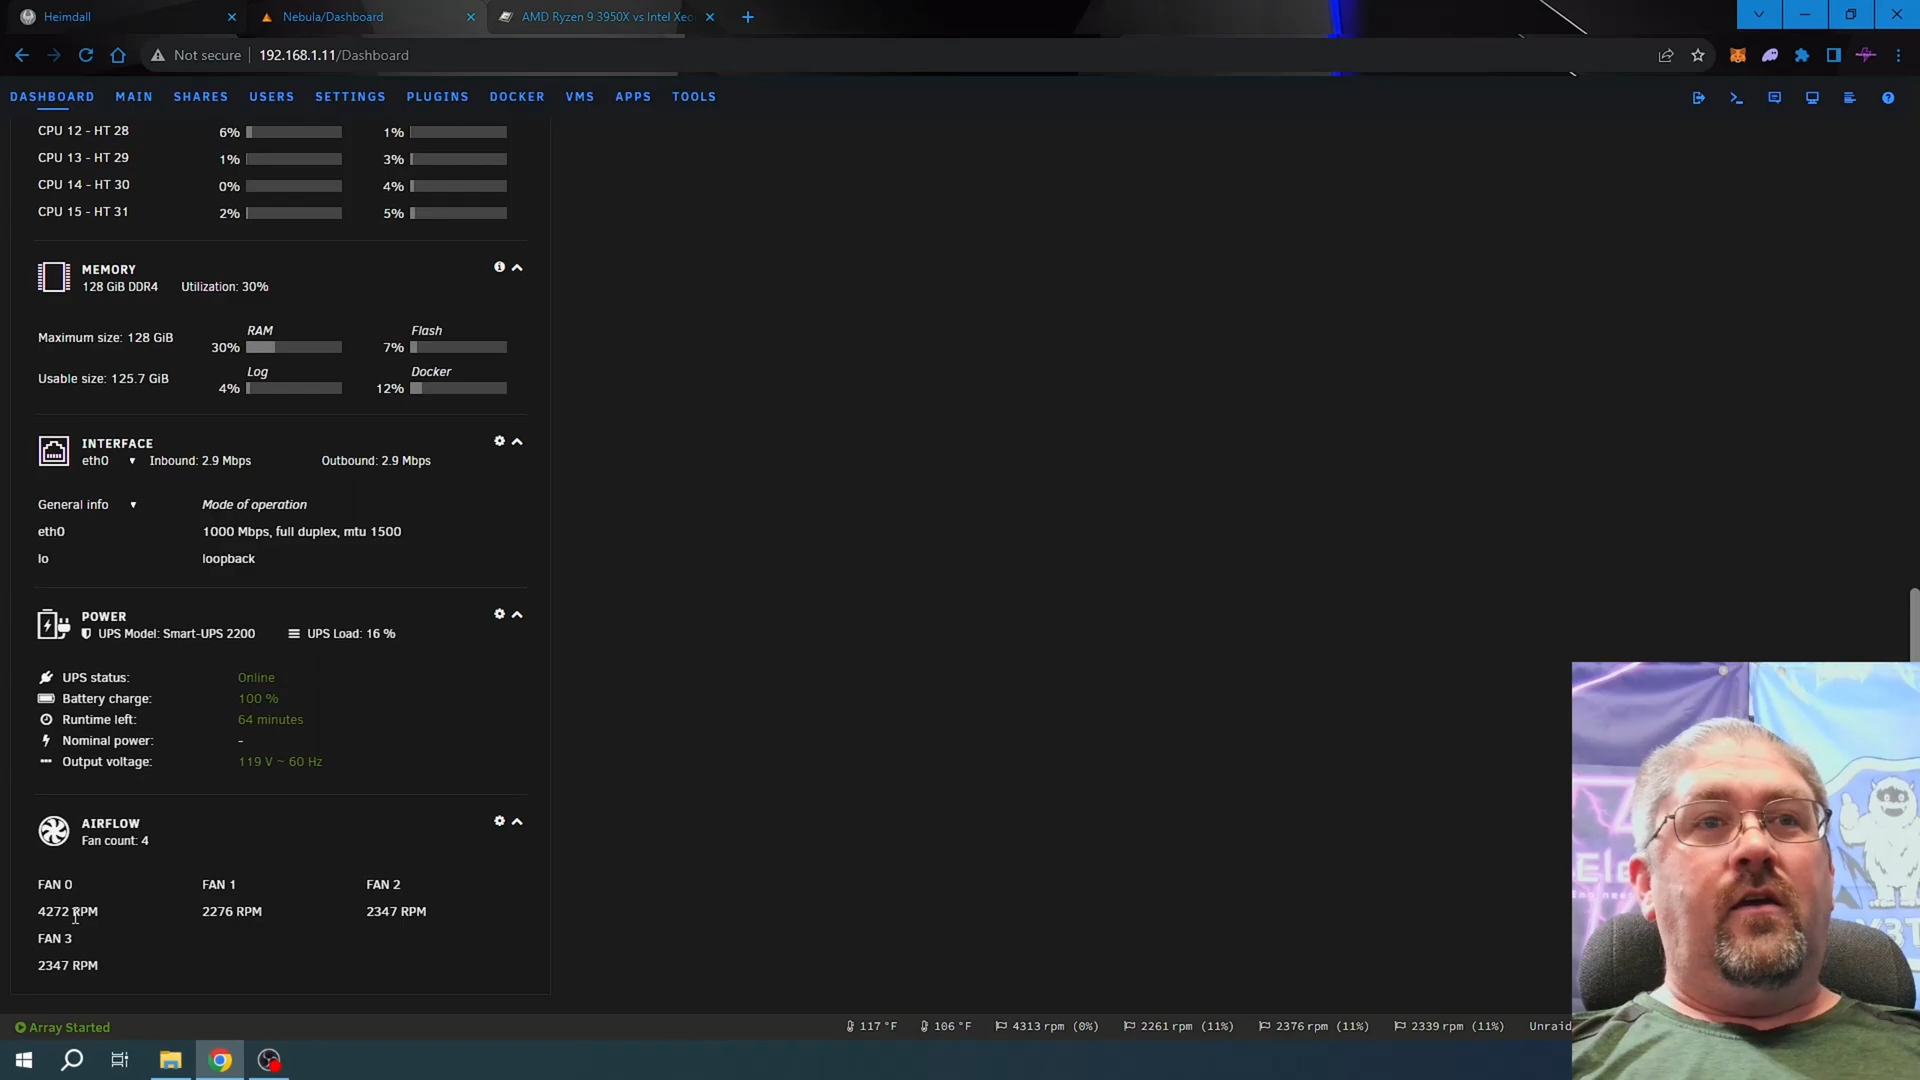 Heimdall
Nebula/Dashboard
AMD Ryzen 9 3950X vs Intel Xeo
Not secure
192.168.1.11/Dashboard
DASHBOARD MAIN SHARES USERS SETTINGS PLUGINS DOCKER VMS APPS TOOLS
CPU 12 - HT 28 6% 1%
CPU 13 - HT 29 1% 3%
CPU 14 - HT 30 0% 4%
CPU 15 - HT 31 2% 5%
MEMORY
128 GiB DDR4 Utilization: 30%
RAM Flash
Maximum size: 128 GiB 30% 7%
Log Docker
Usable size: 125.7 GiB 4% 12%
INTERFACE
eth0 Inbound: 2.9 Mbps Outbound: 2.9 Mbps
General info Mode of operation
eth0 1000 Mbps, full duplex, mtu 1500
lo loopback
POWER
UPS Model: Smart-UPS 2200 UPS Load: 16 %
UPS status: Online
Battery charge: 100 %
Runtime left: 64 minutes
Nominal power: -
Output voltage: 119 V ~ 60 Hz
AIRFLOW
Fan count: 4
FAN 0 FAN 1 FAN 2
4272 RPM 2276 RPM 2347 RPM
FAN 3
2347 RPM
Array Started 117 °F 106 °F 4313 rpm (0%) 2261 rpm (11%) 2376 rpm (11%) 2339 rpm (11%) Unraid